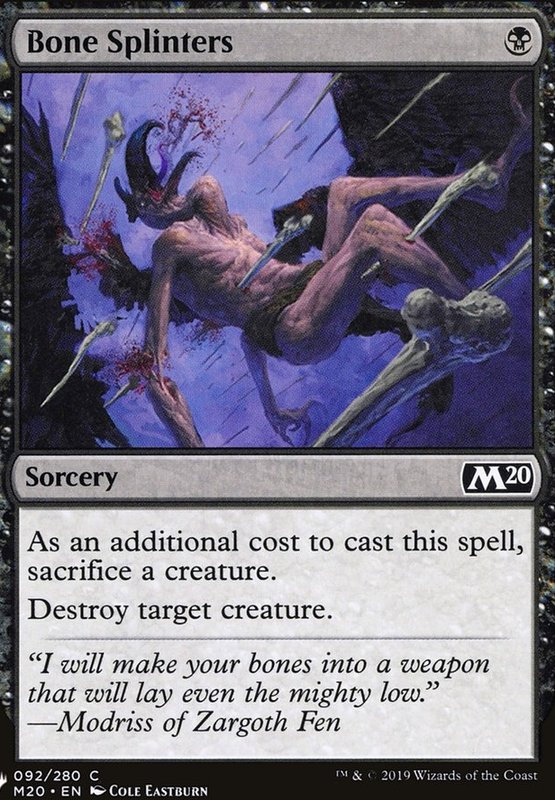 Bone Splinters
Sorcery
M20
As an additional cost to cast this spell,
sacrifice a creature.
Destroy target creature.
“I will make your bones into a weapon
that will lay even the mighty low.”
—Modriss of Zargoth Fen
092/280 C
M20 • EN Cole Eastburn
™ & © 2019 Wizards of the Coast